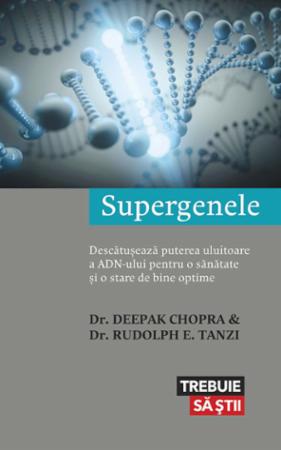 Supergenele
Descătușează puterea uluitoare
a ADN-ului pentru o sănătate
și o stare de bine optime
Dr. DEEPAK CHOPRA &
Dr. RUDOLPH E. TANZI
TREBUIE
SĂ ȘTII